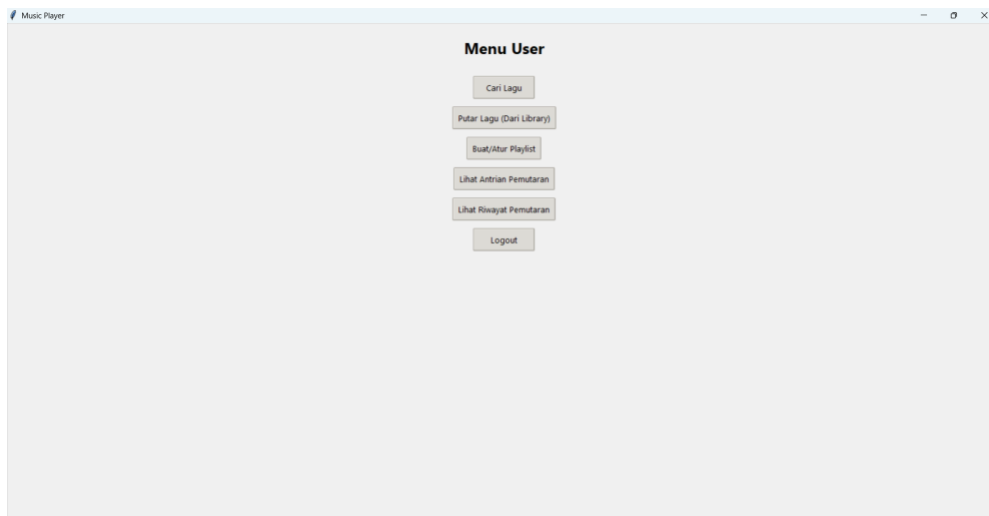 Music Player
Menu User
Cari Lagu
Putar Lagu (Dari Library)
Buat/Atur Playlist
Lihat Antrian Pemutaran
Lihat Riwayat Pemutaran
Logout